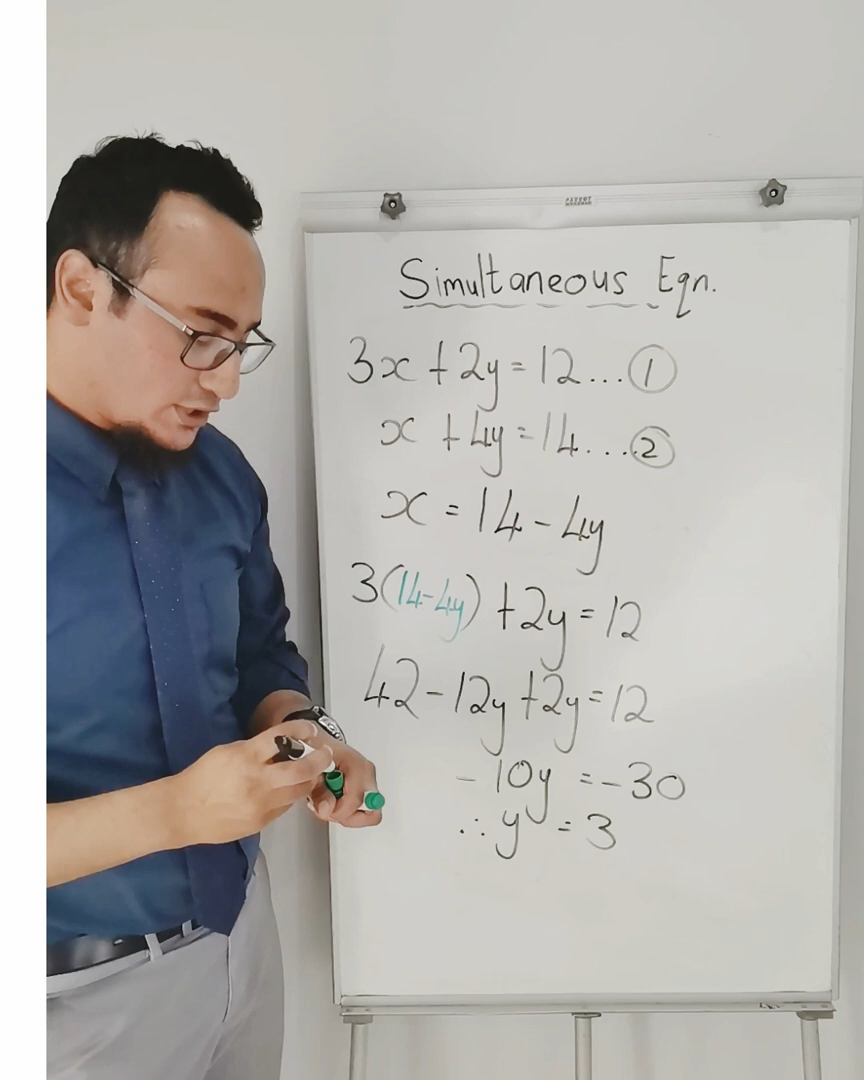 PARROT
Simultaneous Eqn.
3x + 2y = 12... ①
x + 4y = 14.... ②
x = 14 - 4y
3(14-4y) + 2y = 12
42 - 12y + 2y = 12
- 10y = - 30
∴ y = 3